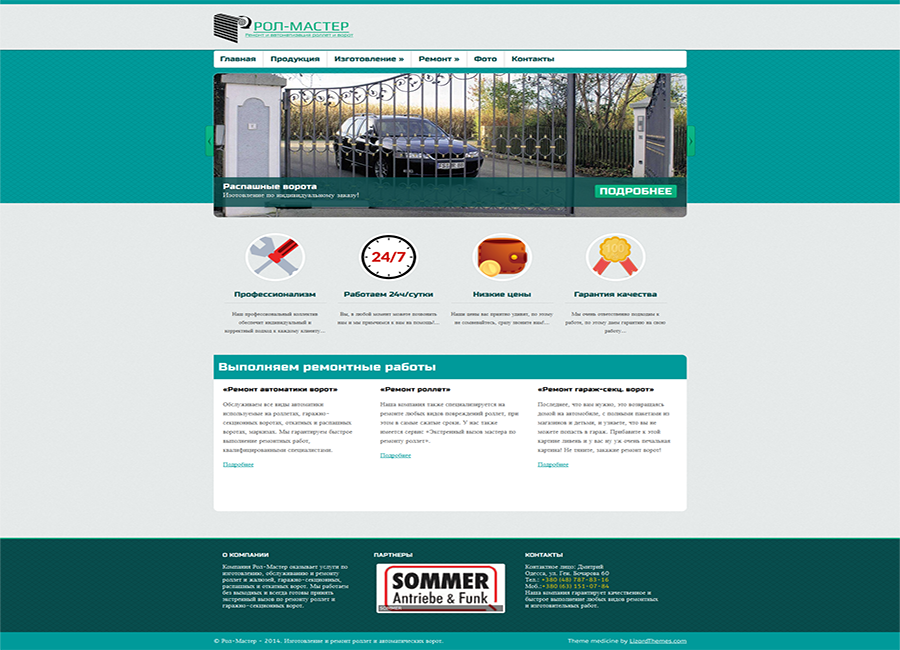 РОЛ-МАСТЕР
Ремонт и автоматизация роллет и ворот
Главная Продукция Изготовление » Ремонт » Фото Контакты
Распашные ворота
Изготовление по индивидуальному заказу!
ПОДРОБНЕЕ
24/7
100
Профессионализм
Наш профессиональный коллектив
обеспечит индивидуальный и
корректный подход к каждому клиенту...
Работаем 24ч/сутки
Вы, в любой момент можете позвонить
нам и мы примчимся к вам на помощь!...
Низкие цены
Наши цены вас приятно удивят, по этому
не сомневайтесь, сразу звоните нам!...
Гарантия качества
Мы очень ответственно подходим к
работе, по этому даем гарантию на свою
работу...
Выполняем ремонтные работы
«Ремонт автоматики ворот»
Обслуживаем все виды автоматики
используемые на роллетах, гаражно-
секционных воротах, откатных и распашных
воротах, маркизах. Мы гарантируем быстрое
выполнение ремонтных работ,
квалифицированными специалистами.
Подробнее
«Ремонт роллет»
Наша компания также специализируется на
ремонте любых видов повреждений роллет, при
этом в самые сжатые сроки. У нас также
имеется сервис «Экстренный вызов мастера по
ремонту роллет».
Подробнее
«Ремонт гараж-секц. ворот»
Последнее, что вам нужно, это возвращаясь
домой на автомобиле, с полными пакетами из
магазинов и детьми, и узнаете, что вы не
можете попасть в гараж. Прибавьте к этой
картине ливень и у вас ну уж очень печальная
картина! Не тяните, закажите ремонт ворот!
Подробнее
О КОМПАНИИ
Компания Рол-Мастер оказывает услуги по
изготовлению, обслуживанию и ремонту
роллет и жалюзей, гаражно-секционных,
распашных и откатных ворот. Мы работаем
без выходных и всегда готовы принять
экстренный вызов по ремонту роллет и
гаражно-секционных ворот.
ПАРТНЕРЫ
SOMMER
Antriebe & Funk
SOMMER
КОНТАКТЫ
Контактное лицо: Дмитрий
Одесса, ул. Ген. Бочарова 60
Тел.: +380 (48) 787-83-16
Моб.:+380 (63) 151-07-84
Наша компания гарантирует качественное и
быстрое выполнение любых видов ремонтных
и изготовительных работ.
© Рол-Мастер - 2014. Изготовление и ремонт роллет и автоматических ворот.
Theme medicine by LizardThemes.com